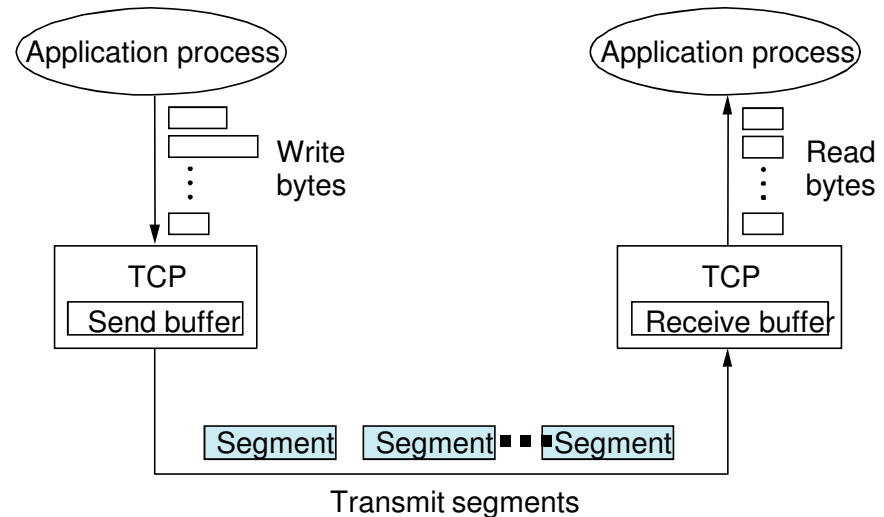 Application process
Application process
Write
bytes
Read
bytes
TCP
Send buffer
TCP
Receive buffer
Segment
Segment
Segment
Transmit segments